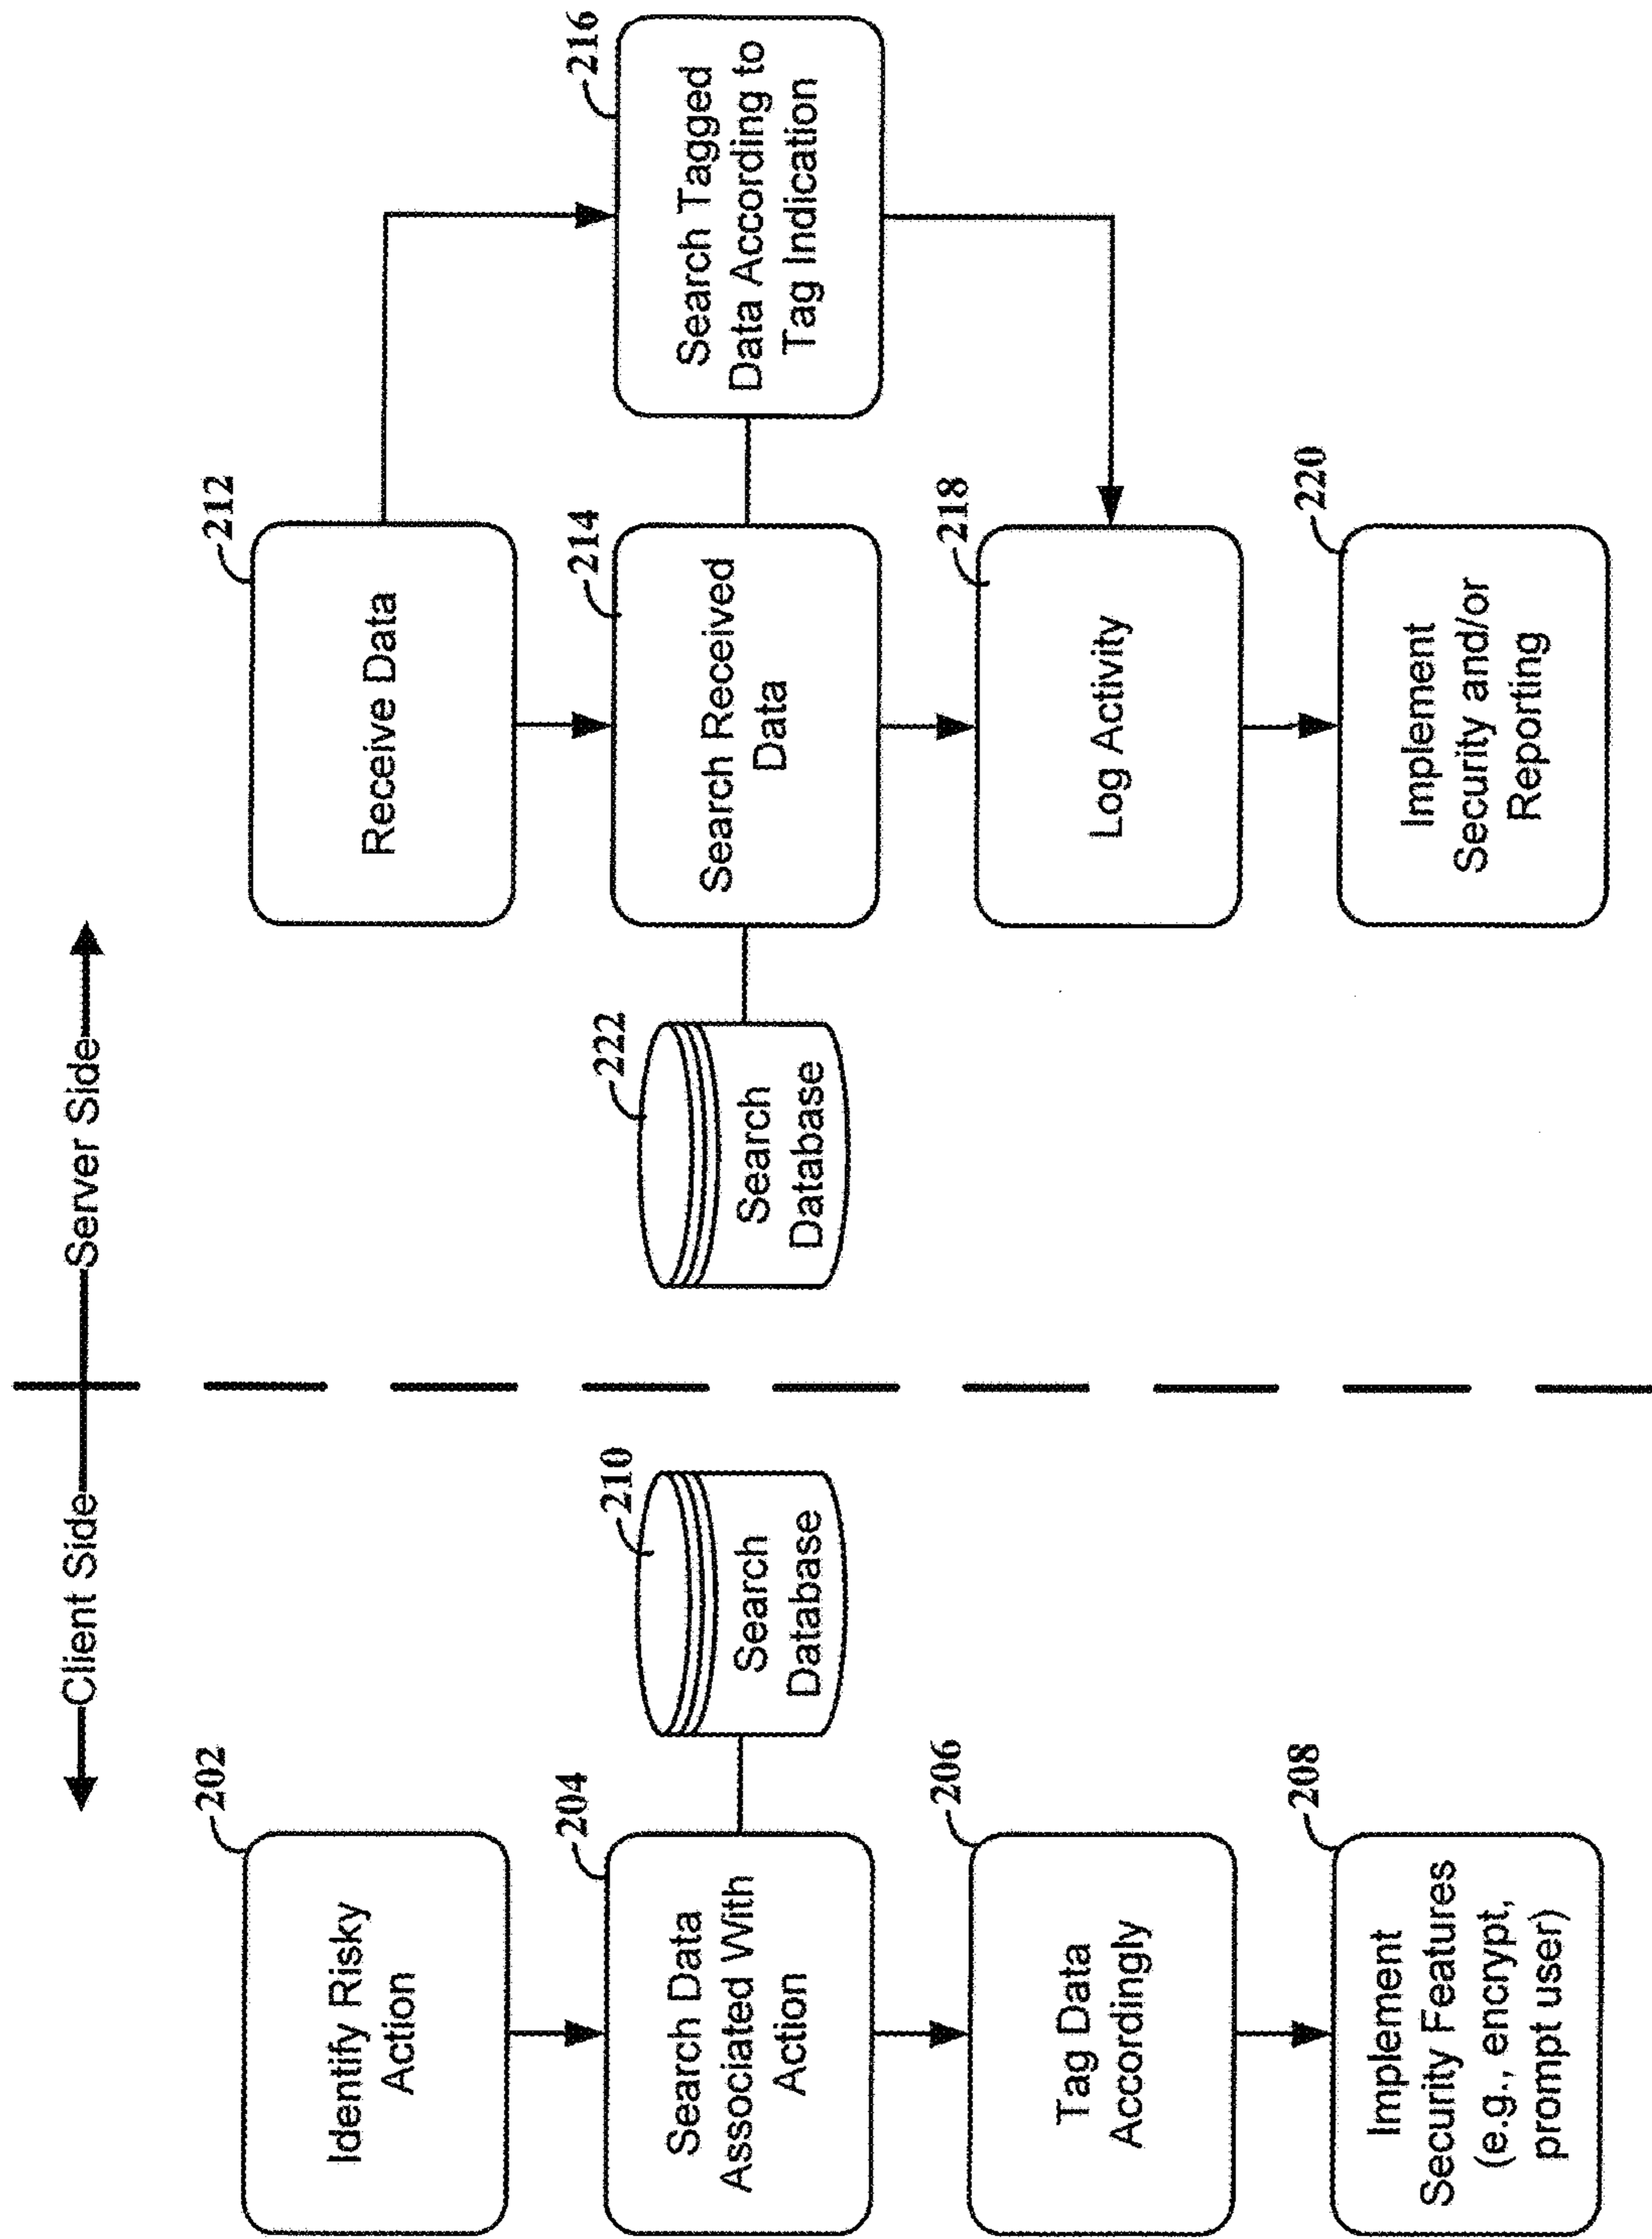 Client Side
Server Side
202
Identify Risky
Action
204
Search Data
Associated With
Action
210
Search
Database
206
Tag Data
Accordingly
208
Implement
Security Features
(e.g., encrypt,
prompt user)
212
Receive Data
222
Search
Database
214
Search Received
Data
216
Search Tagged
Data According to
Tag Indication
218
Log Activity
220
Implement
Security and/or
Reporting